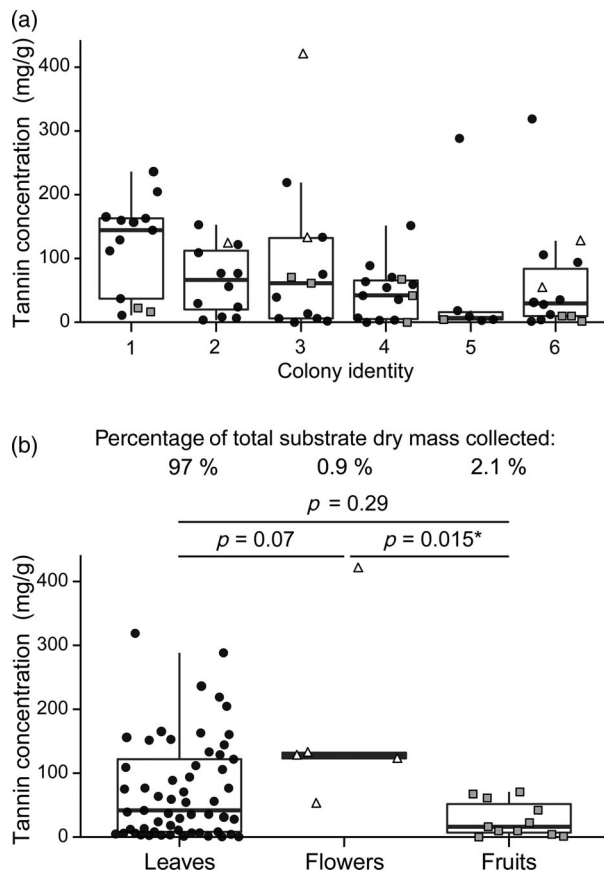 (a)
Tannin concentration (mg/g)
400
300
200
100
0
1 2 3 4 5 6
Colony identity
(b)
Percentage of total substrate dry mass collected:
97 % 0.9 % 2.1 %
p = 0.29
p = 0.07 p = 0.015*
Tannin concentration (mg/g)
400
300
200
100
0
Leaves Flowers Fruits